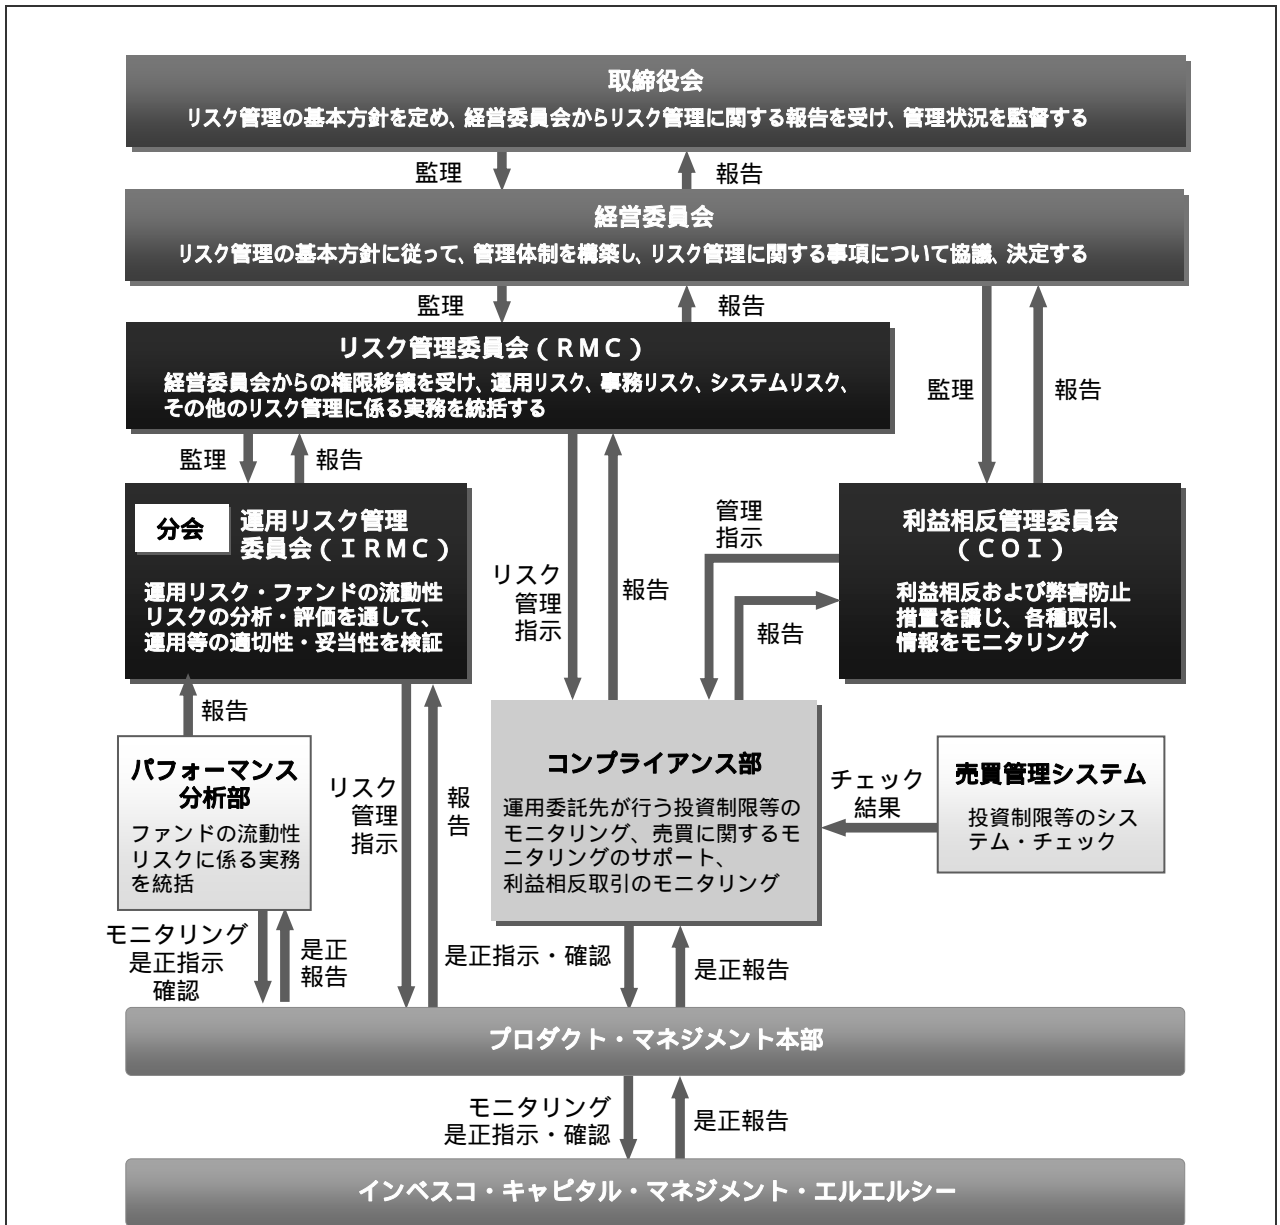 取締役会
リスク管理の基本方針を定め、経営委員会からリスク管理に関する報告を受け、管理状況を監督する
監理
報告
経営委員会
リスク管理の基本方針に従って、管理体制を構築し、リスク管理に関する事項について協議、決定する
監理
報告
リスク管理委員会（ＲＭＣ）
経営委員会からの権限移譲を受け、運用リスク、事務リスク、システムリスク、
その他のリスク管理に係る実務を統括する
監理
報告
監理
報告
分会
運用リスク管理
委員会（ＩＲＭＣ）
運用リスク・ファンドの流動性
リスクの分析・評価を通して、
運用等の適切性・妥当性を検証
リスク
管理
指示
報告
管理
指示
報告
利益相反管理委員会
（ＣＯＩ）
利益相反および弊害防止
措置を講じ、各種取引、
情報をモニタリング
報告
パフォーマンス
分析部
ファンドの流動性
リスクに係る実務
を統括
リスク
管理
指示
報
告
コンプライアンス部
運用委託先が行う投資制限等の
モニタリング、売買に関するモ
ニタリングのサポート、
利益相反取引のモニタリング
チェック
結果
売買管理システム
投資制限等のシス
テム・チェック
モニタリング
是正指示
確認
是正
報告
是正指示・確認
是正報告
プロダクト・マネジメント本部
モニタリング
是正指示・確認
是正報告
インベスコ・キャピタル・マネジメント・エルエルシー